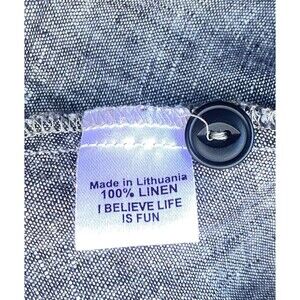 Made in Lithuania
100% LINEN
I BELIEVE LIFE
IS FUN